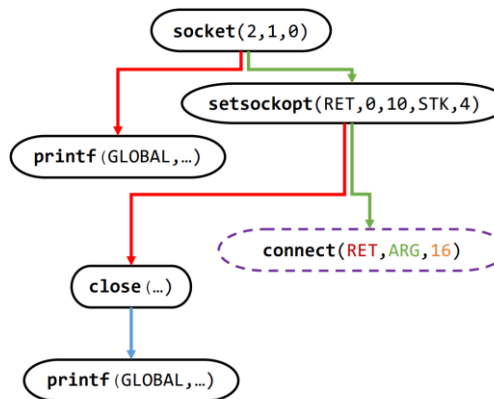 socket(2,1,0)
setsockopt(RET,0,10,STK,4)
printf(GLOBAL,…)
connect(RET,ARG,16)
close(…)
printf(GLOBAL,…)